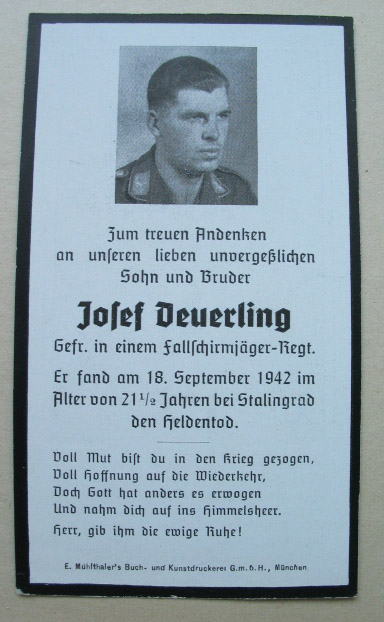 Zum treuen Andenken
an unseren lieben unvergeßlichen
Sohn und Bruder
Josef Deuerling
Gefr. in einem Fallschirmjäger-Regt.
Er fand am 18. September 1942 im
Alter von 21 1/2 Jahren bei Stalingrad
den Heldentod.
Voll Mut bist du in den Krieg gezogen,
Voll Hoffnung auf die Wiederkehr,
Doch Gott hat anders es erwogen
Und nahm dich auf ins Himmelsheer.
Herr, gib ihm die ewige Ruhe!
E. Mühlthaler's Buch- und Kunstdruckerei G.m.b.H., München